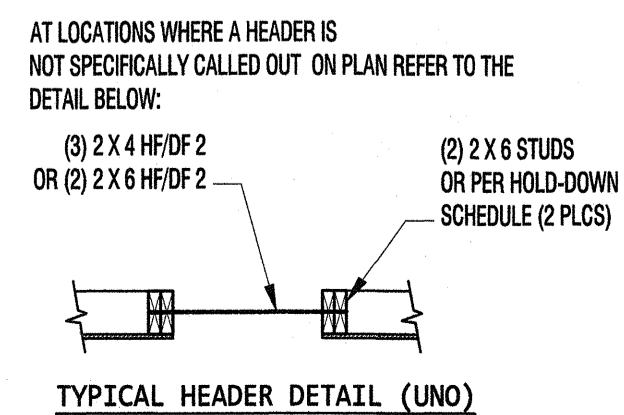 AT LOCATIONS WHERE A HEADER IS
NOT SPECIFICALLY CALLED OUT ON PLAN REFER TO THE
DETAIL BELOW:
(3) 2 X 4 HF/DF 2
OR (2) 2 X 6 HF/DF 2
(2) 2 X 6 STUDS
OR PER HOLD-DOWN
SCHEDULE (2 PLCS)
TYPICAL HEADER DETAIL (UNO)